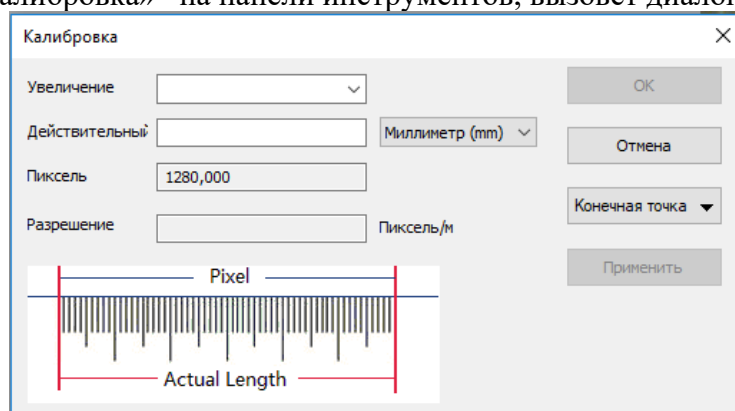 алибровка» на панели инструментов, вызовет диалог
Калибровка
Увеличение
OK
Действительный
Миллиметр (mm)
Отмена
Пиксель
1280,000
Конечная точка
Разрешение
Пиксель/м
Применить
Pixel
Actual Length